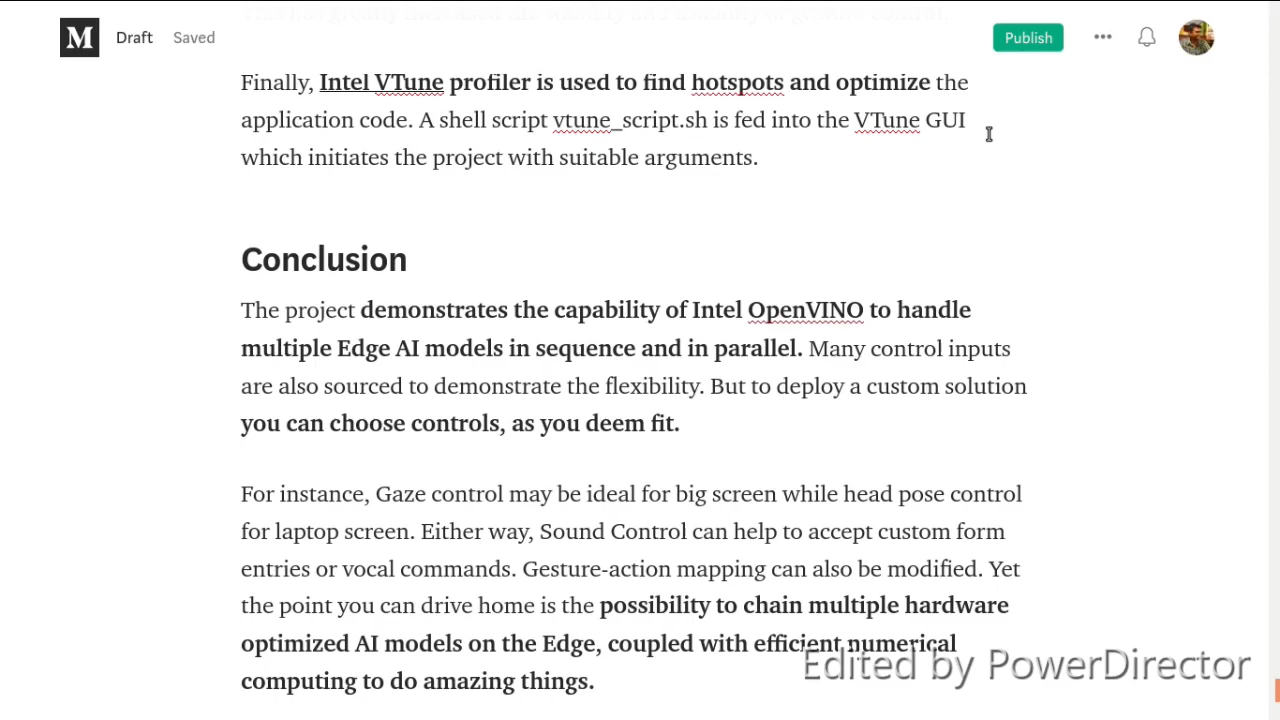 M Draft Saved Publish
Finally, Intel VTune profiler is used to find hotspots and optimize the
application code. A shell script vtune_script.sh is fed into the VTune GUI
which initiates the project with suitable arguments.
Conclusion
The project demonstrates the capability of Intel OpenVINO to handle
multiple Edge AI models in sequence and in parallel. Many control inputs
are also sourced to demonstrate the flexibility. But to deploy a custom solution
you can choose controls, as you deem fit.
For instance, Gaze control may be ideal for big screen while head pose control
for laptop screen. Either way, Sound Control can help to accept custom form
entries or vocal commands. Gesture-action mapping can also be modified. Yet
the point you can drive home is the possibility to chain multiple hardware
optimized AI models on the Edge, coupled with efficient numerical
computing to do amazing things.
Edited by PowerDirector